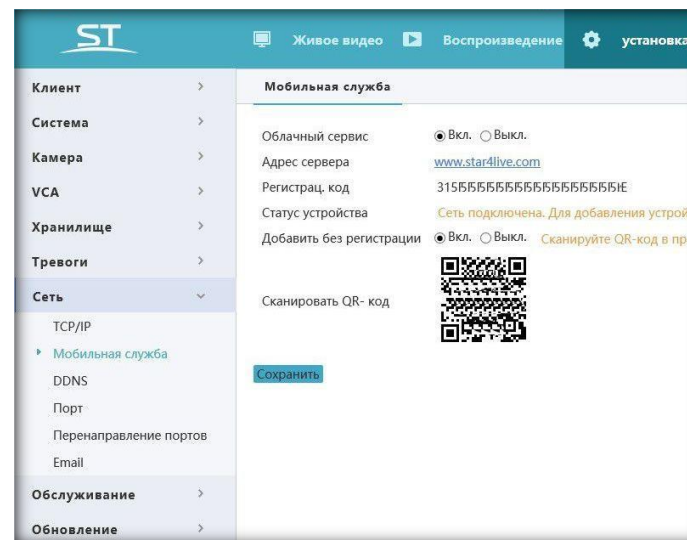 ST
Живое видео Воспроизведение установка
Клиент
Система
Камера
VCA
Хранилище
Тревоги
Сеть
TCP/IP
Мобильная служба
DDNS
Порт
Перенаправление портов
Email
Обслуживание
Обновление
Мобильная служба
Облачный сервис Вкл. Выкл.
Адрес сервера www.star4live.com
Регистрац. код
Статус устройства Сеть подключена. Для добавления устрой
Добавить без регистрации Вкл. Выкл. Сканируйте QR-код в пр
Сканировать QR- код
Сохранить